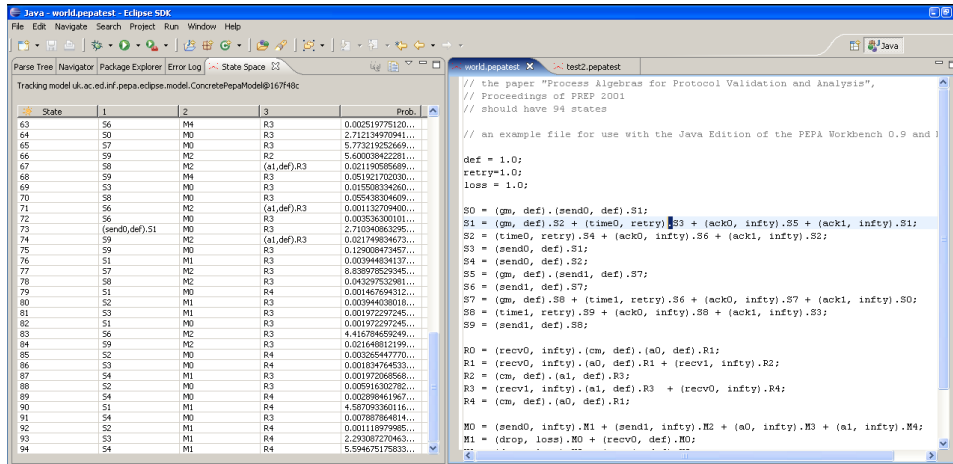 Java - world.pepatest - Eclipse SDK
File Edit Navigate Search Project Run Window Help
Java
Parse Tree Navigator Package Explorer Error Log State Space
Tracking model uk.ac.ed.inf.pepa.eclipse.model.ConcretePepaModel@167f48c
State 1 2 3 Prob.
63 S6 M4 R3 0.002519775120...
64 S0 M0 R3 2.712134970941...
65 S7 M0 R3 5.773219252669...
66 S9 M2 R2 5.600038422281...
67 S8 M2 (a1,def).R3 0.021190585689...
68 S9 M4 R3 0.051921702030...
69 S3 M0 R3 0.015508334260...
70 S8 M2 R3 0.055438304609...
71 S6 M2 (a1,def).R3 0.001132709400...
72 S6 M0 R3 0.003536300101...
73 (send0,def).S1 M0 R3 2.710340863295...
74 S9 M2 (a1,def).R3 0.021749834673...
75 S9 M0 R3 0.129008473457...
76 S1 M1 R3 0.003944834137...
77 S7 M2 R3 8.838978529345...
78 S8 M2 R3 0.043297532981...
79 S1 M0 R4 0.001467694312...
80 S2 M1 R3 0.003944038018...
81 S3 M1 R3 0.001972297245...
82 S1 M0 R3 0.001972297245...
83 S6 M2 R3 4.416784659249...
84 S9 M2 R3 0.021648812199...
85 S2 M0 R4 0.003265447770...
86 S3 M0 R4 0.001834764533...
87 S4 M1 R3 0.001972068568...
88 S2 M0 R3 0.005916302782...
89 S4 M0 R4 0.002898461967...
90 S1 M1 R4 4.587093360116...
91 S4 M0 R3 0.007887864814...
92 S2 M1 R4 0.001118979985...
93 S3 M1 R4 2.293087270463...
94 S4 M1 R4 5.594675175833...
world.pepatest test2.pepatest
// the paper "Process Algebras for Protocol Validation and Analysis",
// Proceedings of PREP 2001
// should have 94 states
// an example file for use with the Java Edition of the PEPA Workbench 0.9 and
def = 1.0;
retry=1.0;
loss = 1.0;
S0 = (gm, def).(send0, def).S1;
S1 = (gm, def).S2 + (time0, retry).S3 + (ack0, infty).S5 + (ack1, infty).S1;
S2 = (time0, retry).S4 + (ack0, infty).S6 + (ack1, infty).S2;
S3 = (send0, def).S1;
S4 = (send0, def).S2;
S5 = (gm, def).(send1, def).S7;
S6 = (send1, def).S7;
S7 = (gm, def).S8 + (time1, retry).S6 + (ack0, infty).S7 + (ack1, infty).S0;
S8 = (time1, retry).S9 + (ack0, infty).S8 + (ack1, infty).S3;
S9 = (send1, def).S8;
R0 = (recv0, infty).(cm, def).(a0, def).R1;
R1 = (recv0, infty).(a0, def).R1 + (recv1, infty).R2;
R2 = (cm, def).(a1, def).R3;
R3 = (recv1, infty).(a1, def).R3 + (recv0, infty).R4;
R4 = (cm, def).(a0, def).R1;
M0 = (send0, infty).M1 + (send1, infty).M2 + (a0, infty).M3 + (a1, infty).M4;
M1 = (drop, loss).M0 + (recv0, def).M0;